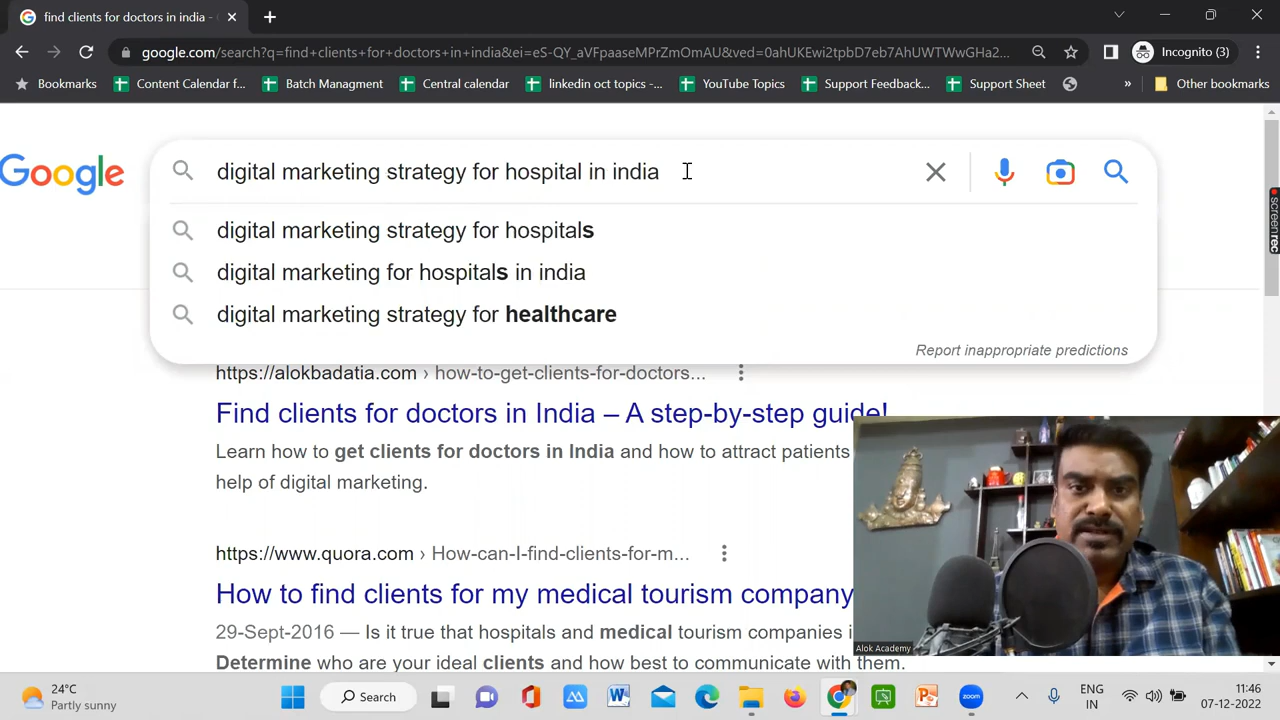 find clients for doctors in india -
google.com/search?q=find+clients+for+doctors+in+india&ei=eS-QY_aVFpaaseMPrZmOmAU&ved=0ahUKEwi2tpbD7eb7AhUWTWwGHa2...
Incognito (3)
Bookmarks
Content Calendar f...
Batch Managment
Central calendar
linkedin oct topics -...
YouTube Topics
Support Feedback...
Support Sheet
»
Other bookmarks
Google
digital marketing strategy for hospital in india
digital marketing strategy for hospitals
digital marketing for hospitals in india
digital marketing strategy for healthcare
Report inappropriate predictions
screenrec
https://alokbadatia.com › how-to-get-clients-for-doctors...
Find clients for doctors in India – A step-by-step guide!
Learn how to get clients for doctors in India and how to attract patients
help of digital marketing.
https://www.quora.com › How-can-I-find-clients-for-m...
How to find clients for my medical tourism company
29-Sept-2016 — Is it true that hospitals and medical tourism companies i
Determine who are your ideal clients and how best to communicate with them.
Alok Academy
24°C
Partly sunny
Search
zoom
ENG
IN
11:46
07-12-2022